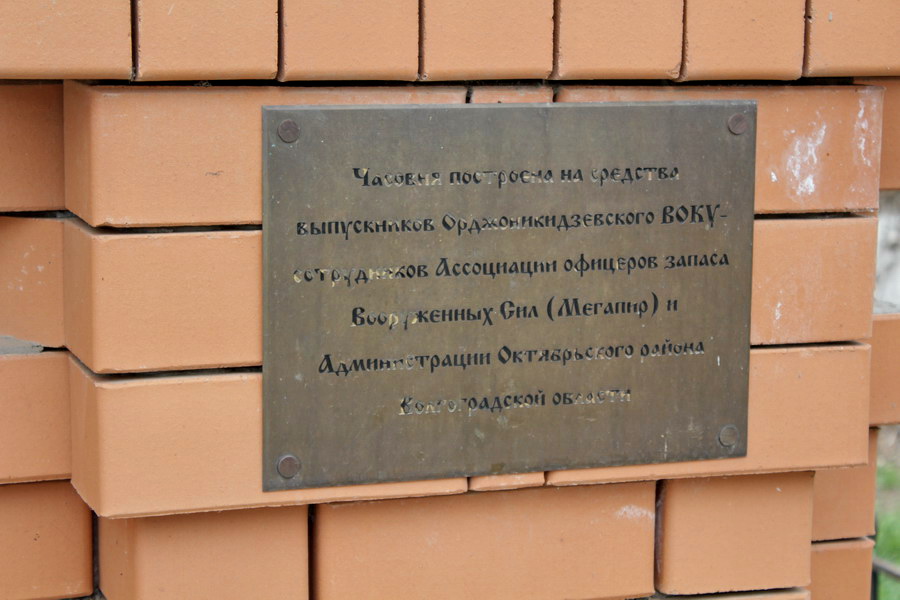 Часовня построена на средства
выпускников Орджоникидзевского ВОКУ-
сотрудников Ассоциации офицеров запаса
Вооруженных Сил (Мегапир) и
Администрации Октябрьского района
Волгоградской области